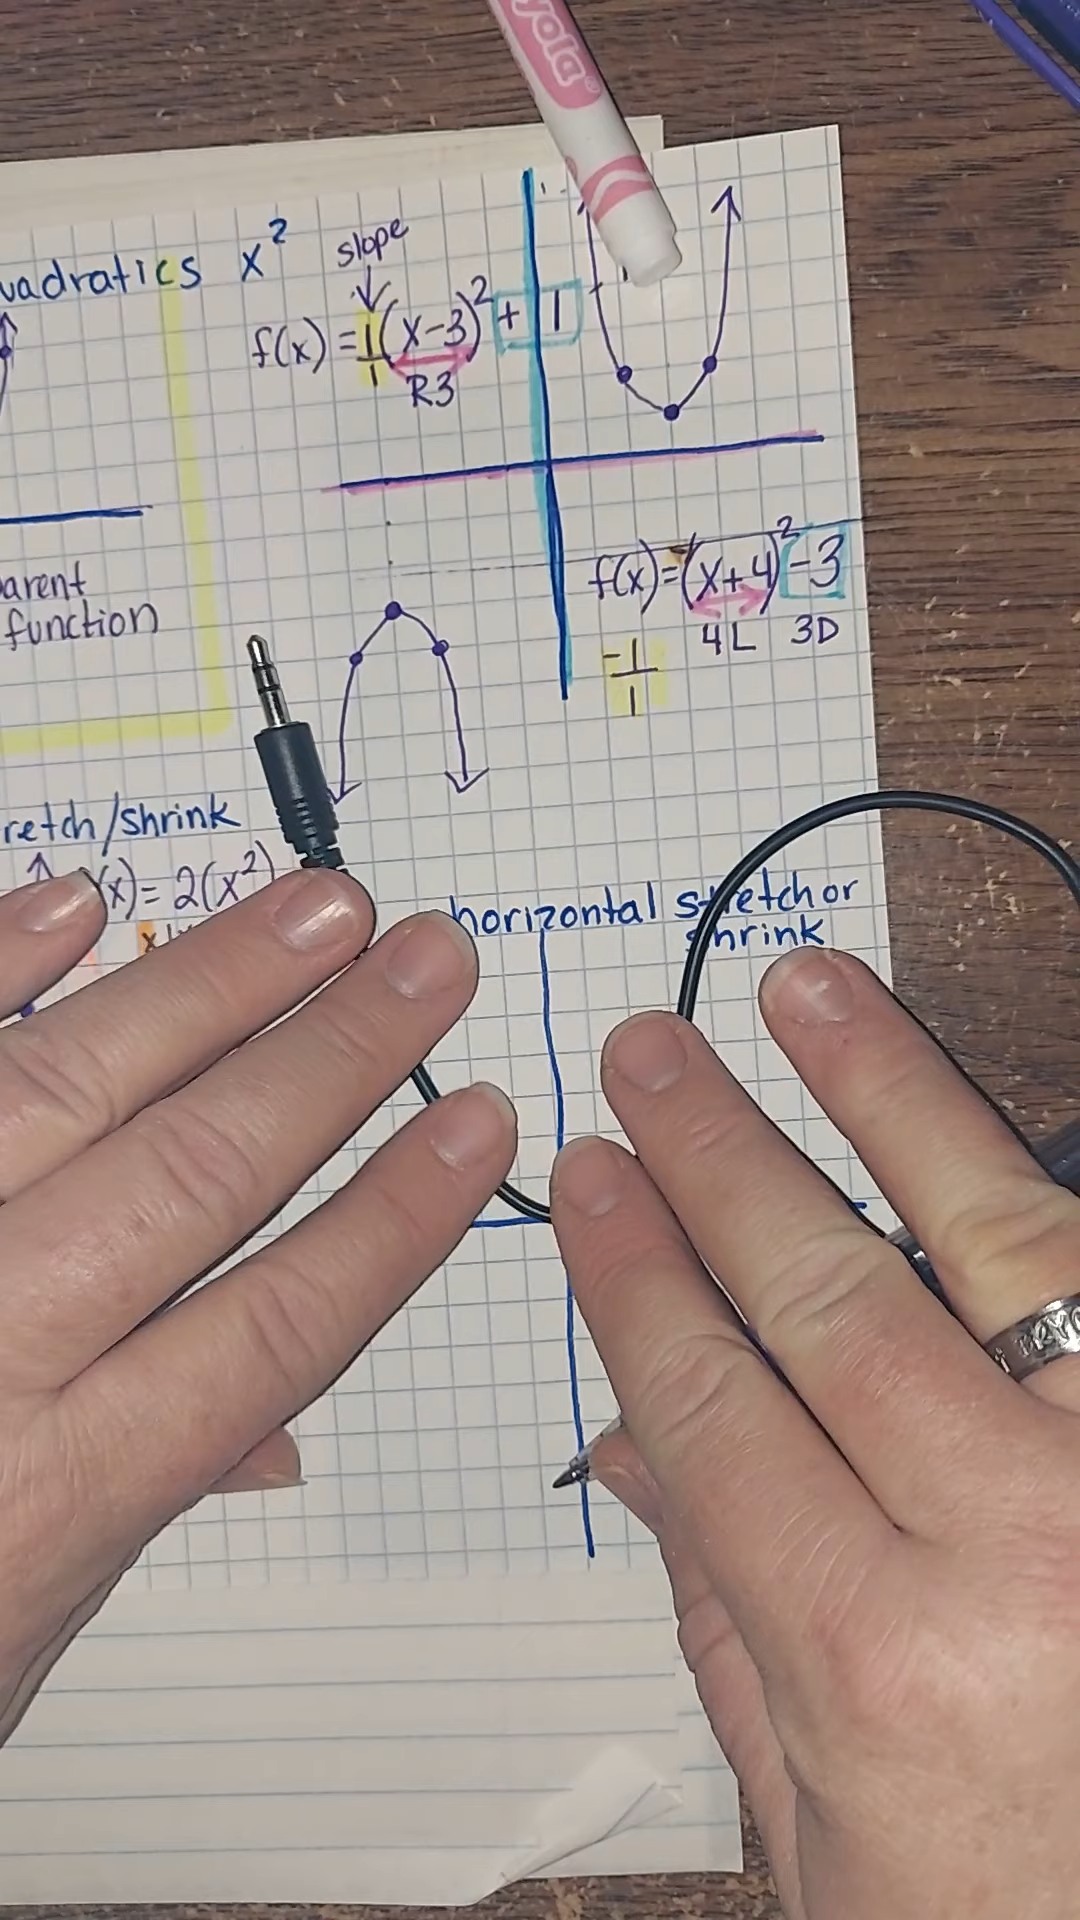 yola
uadratics x²
slope
f(x) = 1(x-3)² + 1
1
R3
arent
function
f(x)=-(x+4)²-3
4L 3D
-1
1
retch/shrink
(x) = 2(x²)
horizontal stretch or
shrink